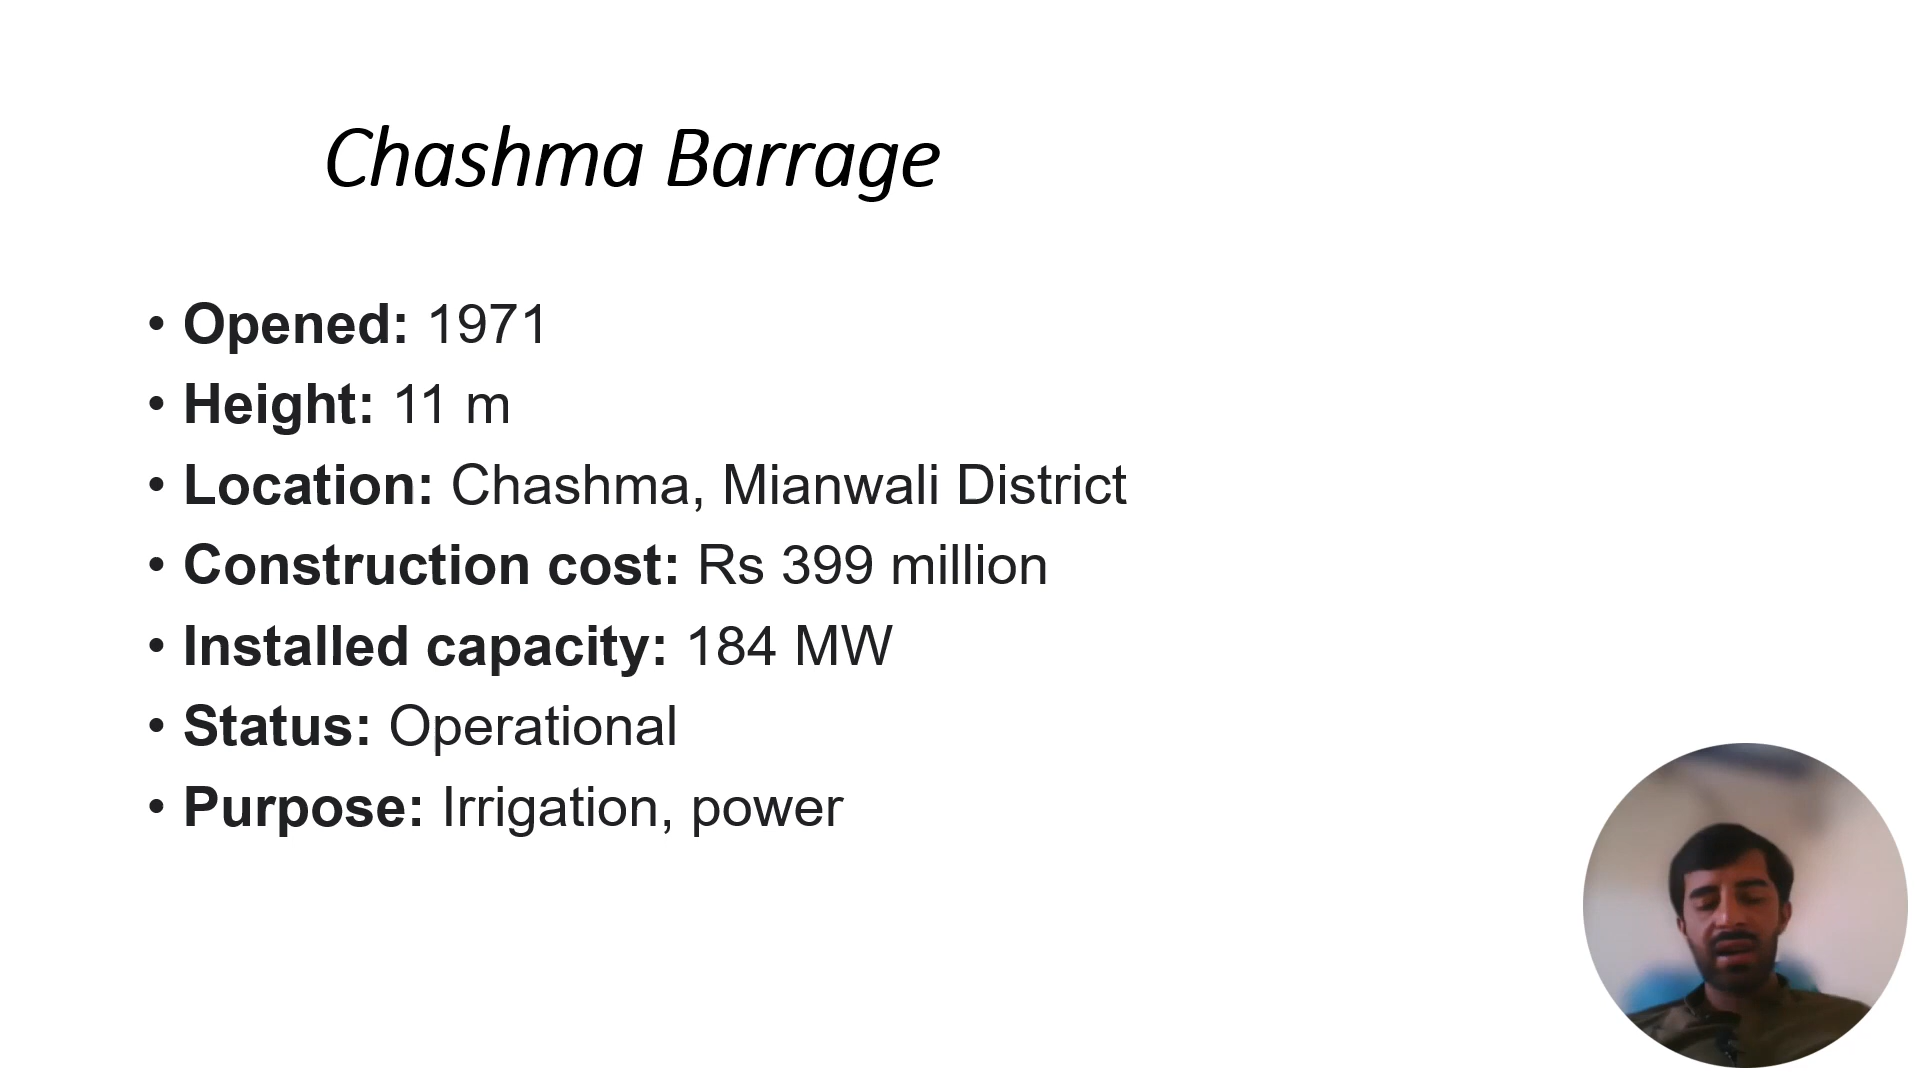 Chashma Barrage
• Opened: 1971
• Height: 11 m
• Location: Chashma, Mianwali District
• Construction cost: Rs 399 million
• Installed capacity: 184 MW
• Status: Operational
• Purpose: Irrigation, power